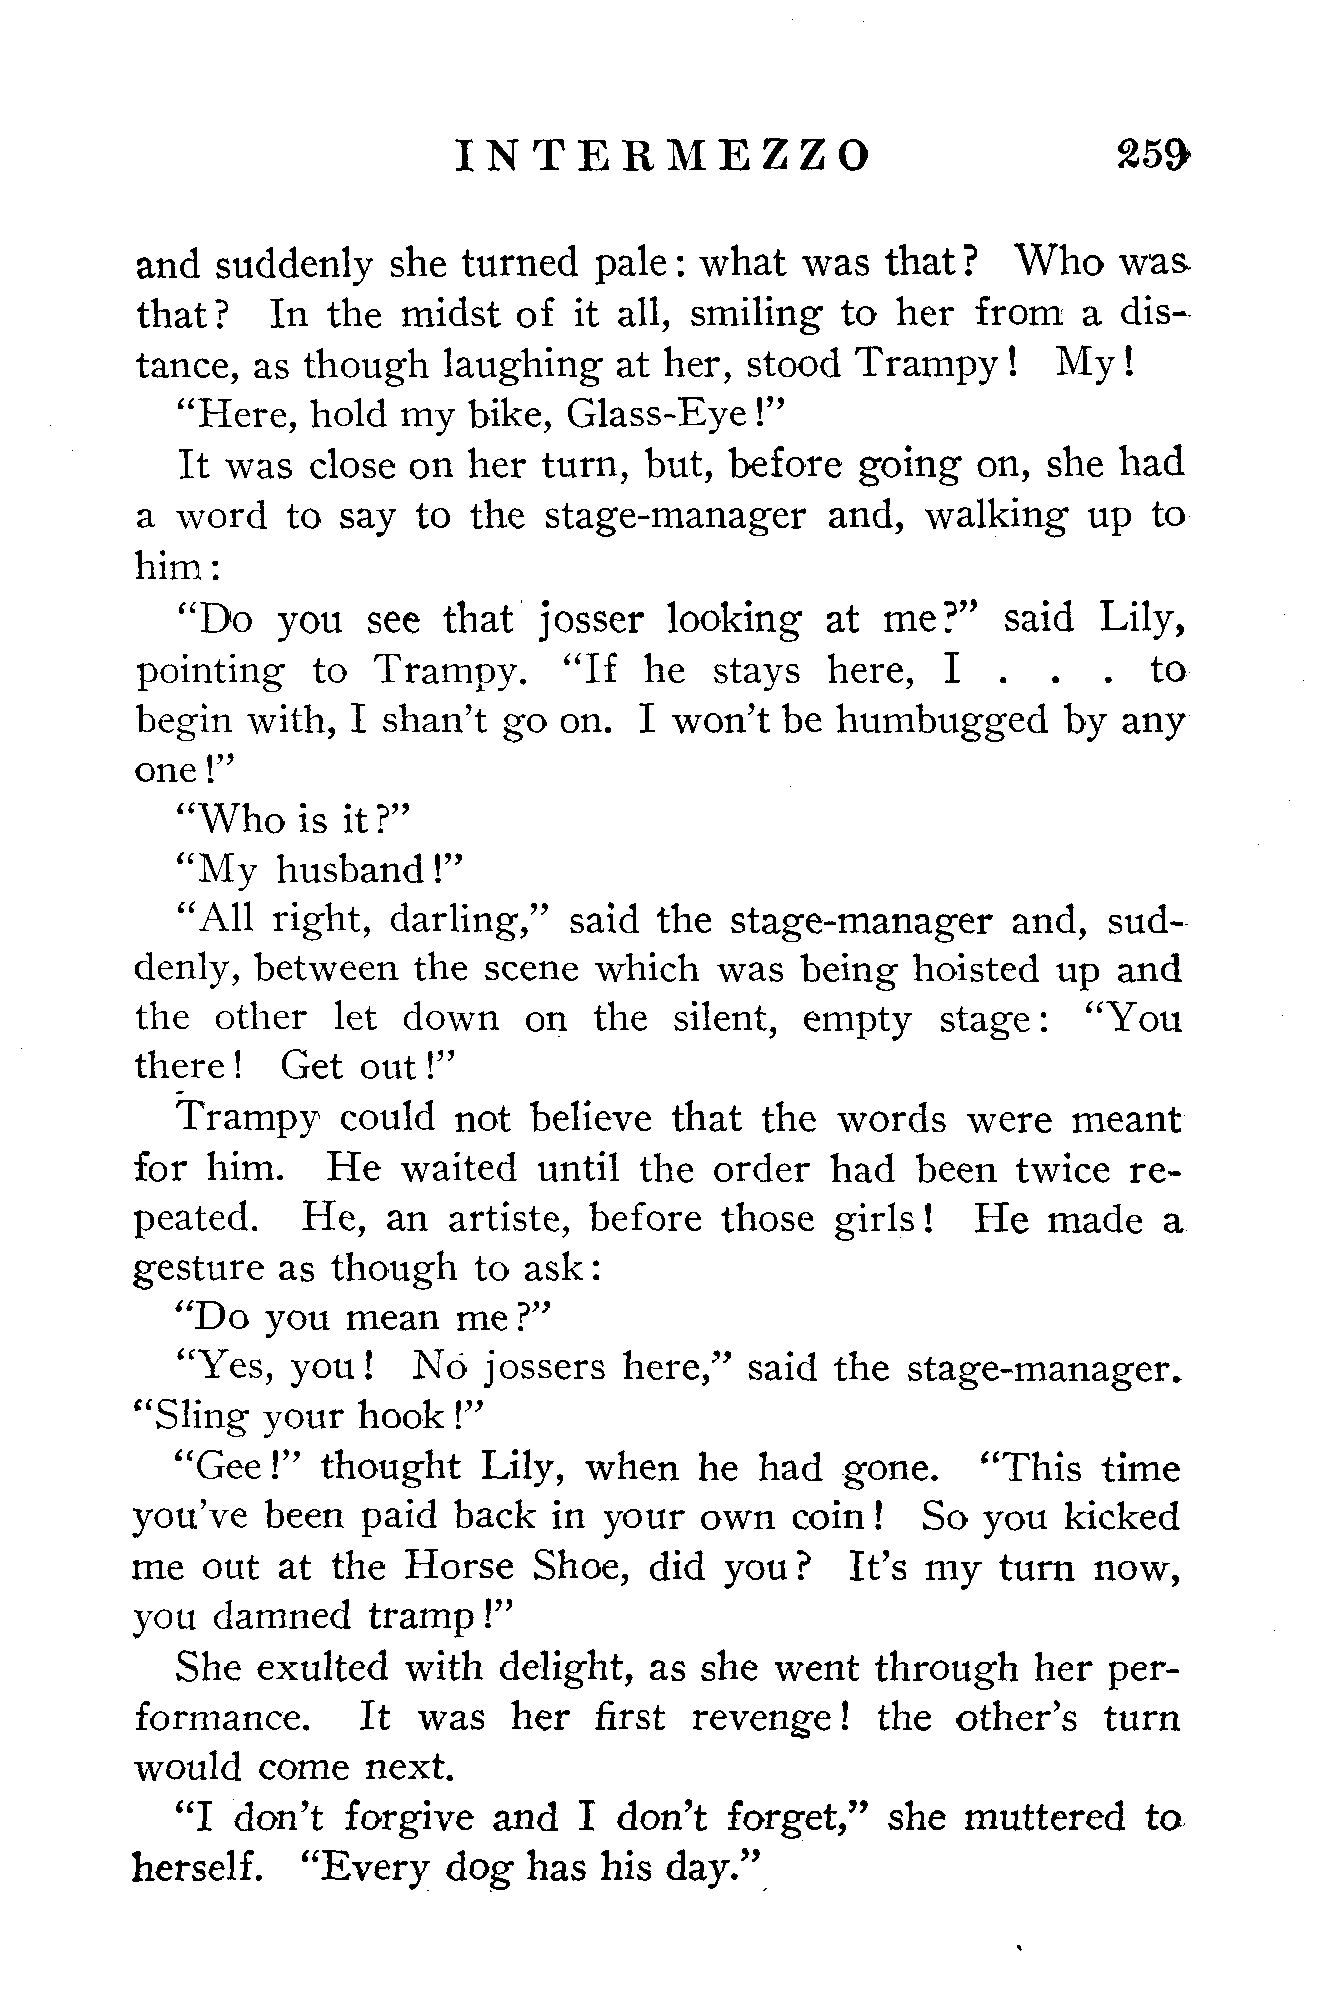 INTERMEZZO 259
and suddenly she turned pale: what was that? Who was
that? In the midst of it all, smiling to her from a dis-
tance, as though laughing at her, stood Trampy! My!
"Here, hold my bike, Glass-Eye!"
It was close on her turn, but, before going on, she had
a word to say to the stage-manager and, walking up to
him:
"Do you see that josser looking at me?" said Lily,
pointing to Trampy. "If he stays here, I . . . to
begin with, I shan't go on. I won't be humbugged by any
one!"
"Who is it?"
"My husband!"
"All right, darling," said the stage-manager and, sud-
denly, between the scene which was being hoisted up and
the other let down on the silent, empty stage: "You
there! Get out!"
Trampy could not believe that the words were meant
for him. He waited until the order had been twice re-
peated. He, an artiste, before those girls! He made a
gesture as though to ask:
"Do you mean me?"
"Yes, you! No jossers here," said the stage-manager.
"Sling your hook!"
"Gee!" thought Lily, when he had gone. "This time
you've been paid back in your own coin! So you kicked
me out at the Horse Shoe, did you? It's my turn now,
you damned tramp!"
She exulted with delight, as she went through her per-
formance. It was her first revenge! the other's turn
would come next.
"I don't forgive and I don't forget," she muttered to
herself. "Every dog has his day."